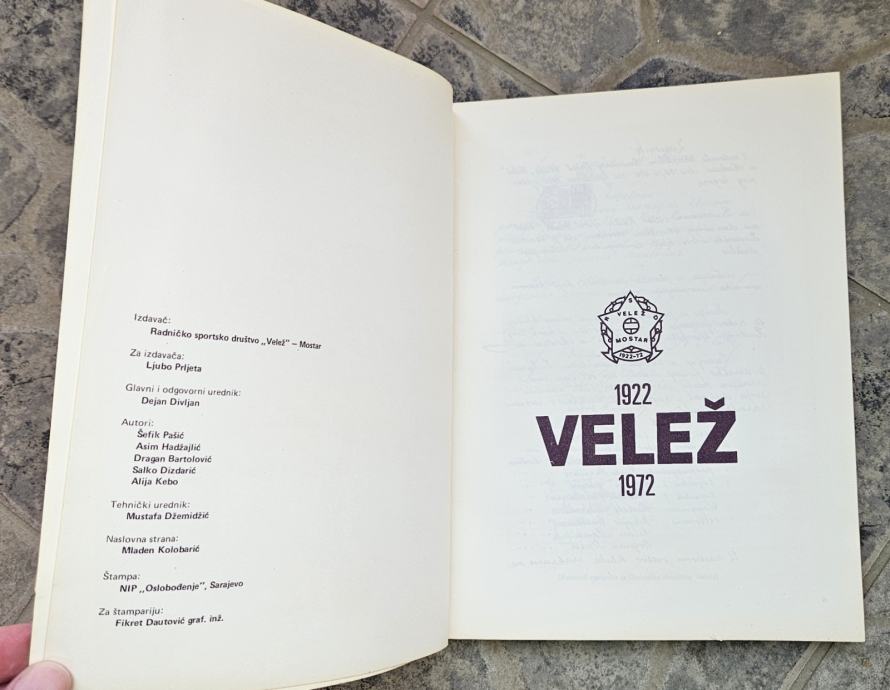 Izdavač:
Radničko sportsko društvo „Velež" – Mostar
Za izdavača:
Ljubo Prljeta
Glavni i odgovorni urednik:
Dejan Divljan
Autori:
Šefik Pašić
Asim Hadžajlić
Dragan Bartolović
Salko Dizdarić
Alija Kebo
Tehnički urednik:
Mustafa Džemidžić
Naslovna strana:
Mladen Kolobarić
Štampa:
NIP „Oslobođenje", Sarajevo
Za štampariju:
Fikret Dautović graf. inž.
R S D
VELEŽ
MOSTAR
1922-72
1922
VELEŽ
1972